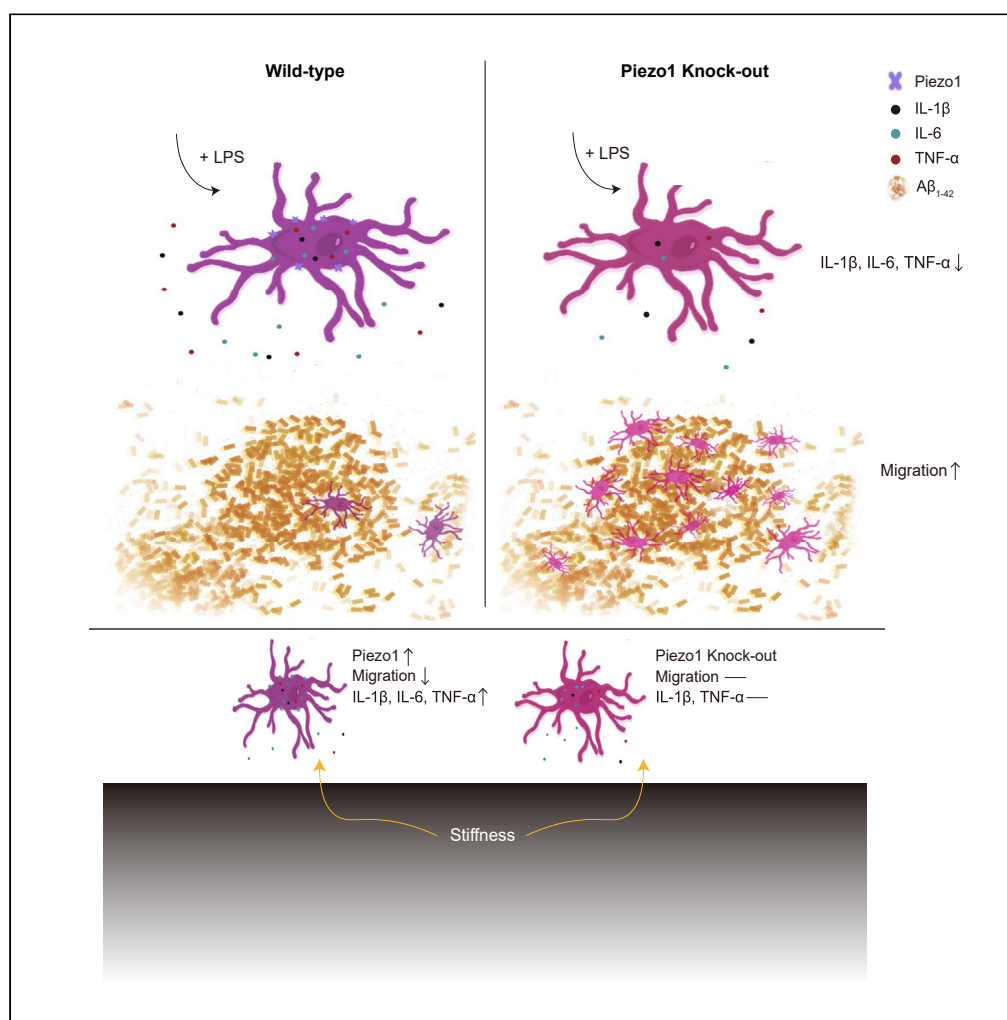 Wild-type
Piezo1 Knock-out
Piezo1
IL-1β
IL-6
TNF-α
Aβ1-42
+ LPS
+ LPS
IL-1β, IL-6, TNF-α ↓
Migration ↑
Piezo1 ↑
Migration ↓
IL-1β, IL-6, TNF-α ↑
Piezo1 Knock-out
Migration —
IL-1β, TNF-α —
Stiffness